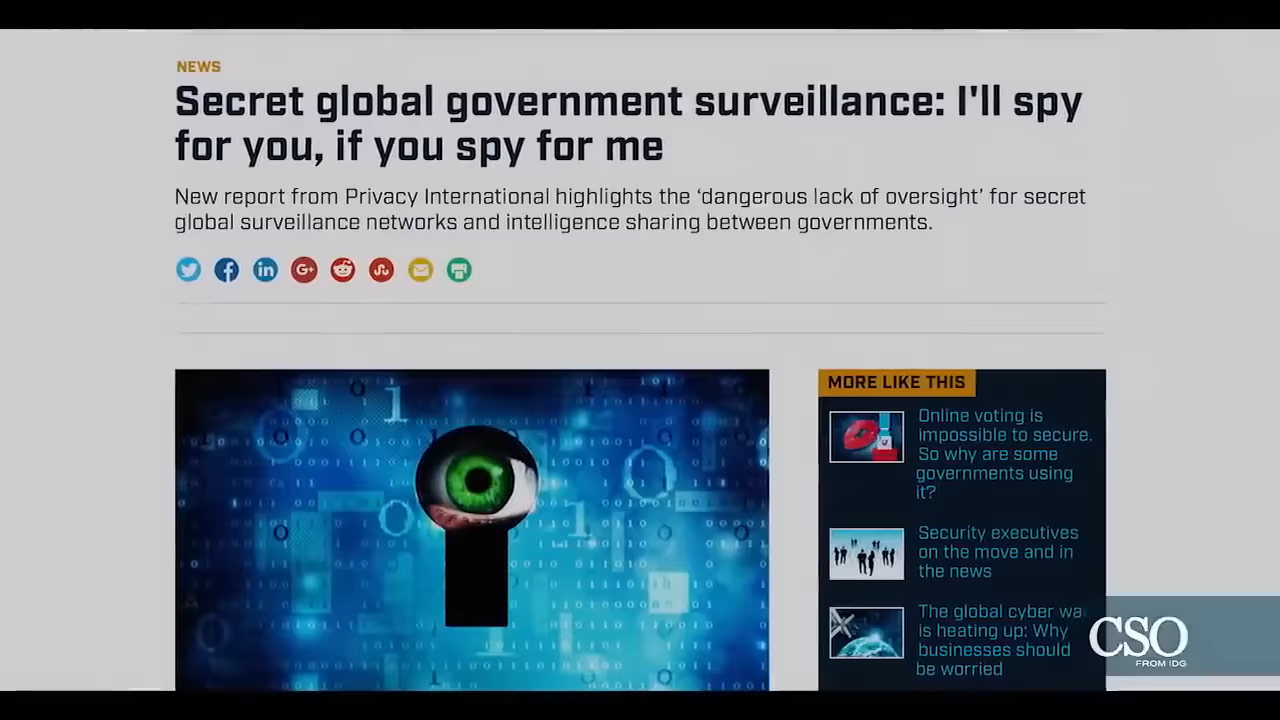 NEWS
Secret global government surveillance: I'll spy
for you, if you spy for me
New report from Privacy International highlights the ‘dangerous lack of oversight’ for secret
global surveillance networks and intelligence sharing between governments.
MORE LIKE THIS
Online voting is
impossible to secure.
So why are some
governments using
it?
Security executives
on the move and in
the news
The global cyber wa
is heating up: Why
businesses should
be worried
CSO
FROM IDG